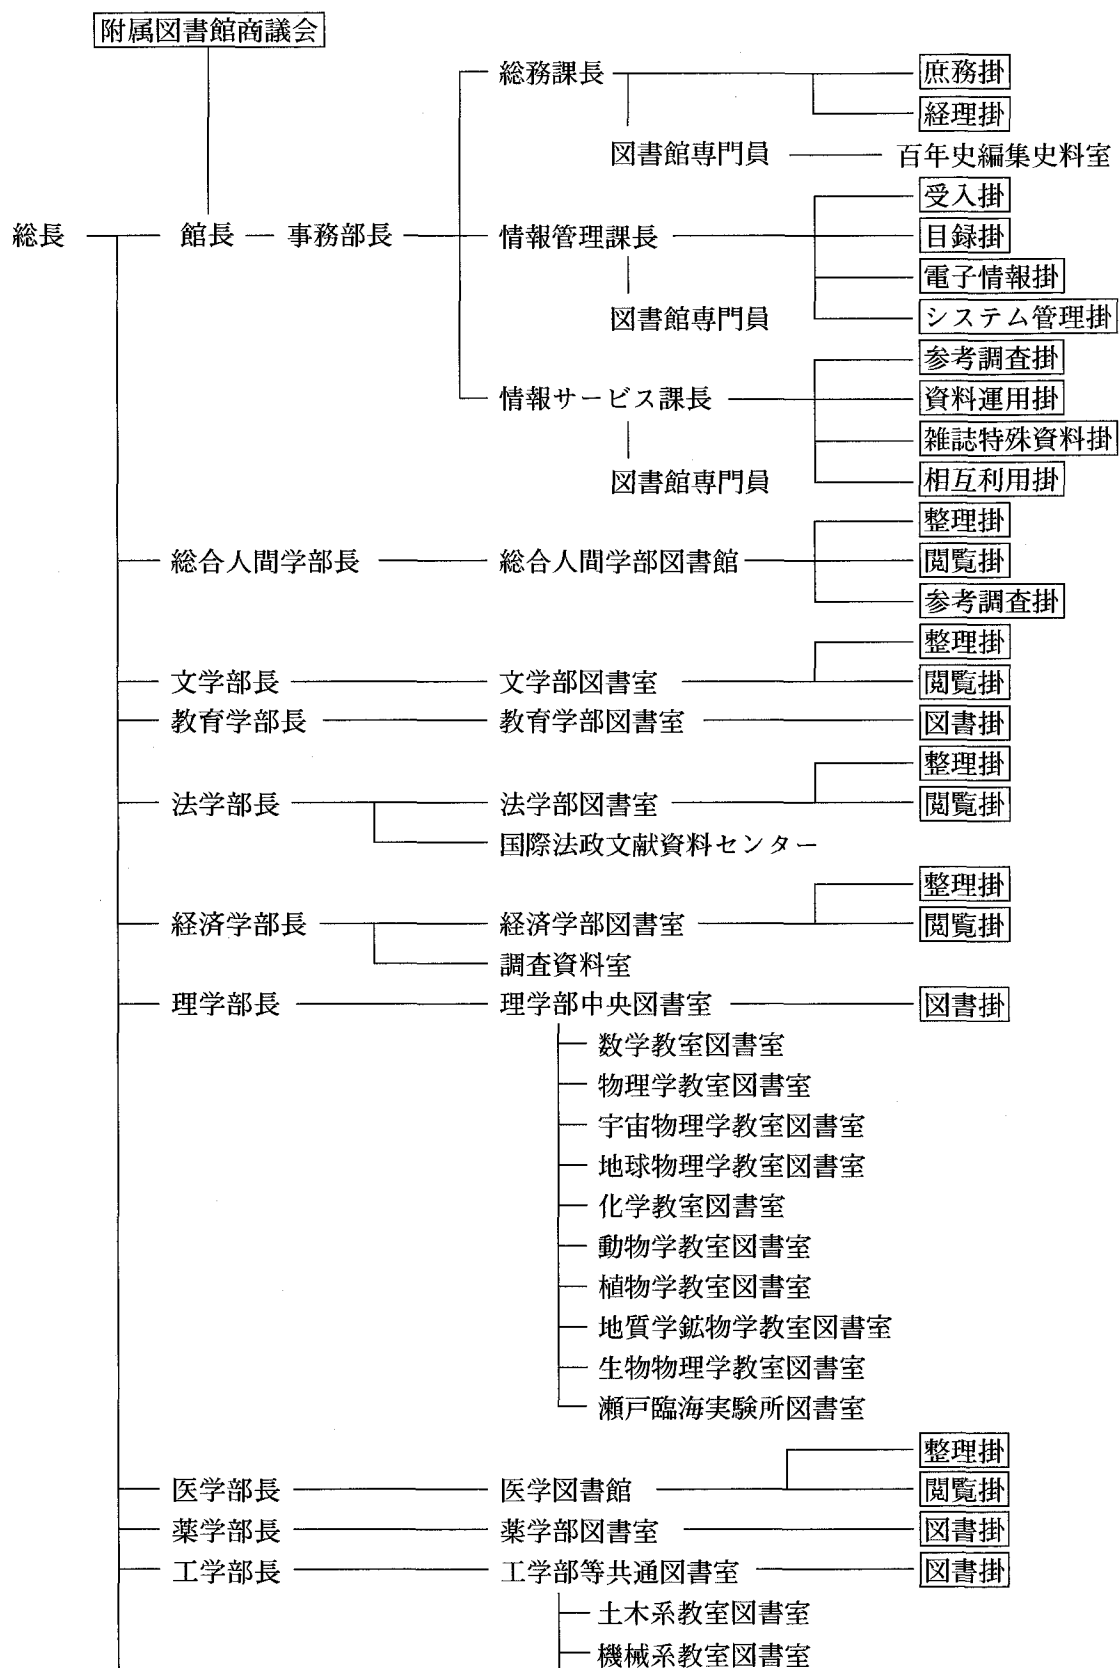 附属図書館商議会
総務課長 庶務掛
経理掛
図書館専門員 百年史編集史料室
受入掛
総長 館長 事務部長 情報管理課長 目録掛
電子情報掛
図書館専門員 システム管理掛
参考調査掛
情報サービス課長 資料運用掛
雑誌特殊資料掛
図書館専門員 相互利用掛
整理掛
総合人間学部長 総合人間学部図書館 閲覧掛
参考調査掛
整理掛
文学部長 文学部図書室 閲覧掛
教育学部長 教育学部図書室 図書掛
整理掛
法学部長 法学部図書室 閲覧掛
国際法政文献資料センター
整理掛
経済学部長 経済学部図書室 閲覧掛
調査資料室
理学部長 理学部中央図書室 図書掛
数学教室図書室
物理学教室図書室
宇宙物理学教室図書室
地球物理学教室図書室
化学教室図書室
動物学教室図書室
植物学教室図書室
地質学鉱物学教室図書室
生物物理学教室図書室
瀬戸臨海実験所図書室
整理掛
医学部長 医学図書館 閲覧掛
薬学部長 薬学部図書室 図書掛
工学部長 工学部等共通図書室 図書掛
土木系教室図書室
機械系教室図書室